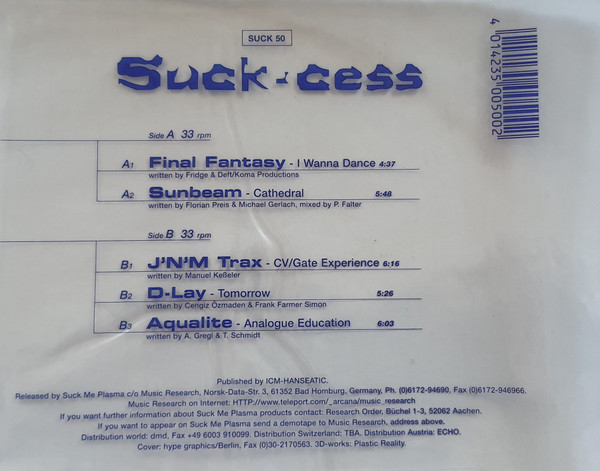 SUCK 50
Suck-cess
4 014235 005002
Side A 33 rpm
A1 Final Fantasy - I Wanna Dance 4:37
written by Fridge & Deft/Koma Productions
A2 Sunbeam - Cathedral 5:48
written by Florian Preis & Michael Gerlach, mixed by P. Falter
Side B 33 rpm
B1 J'N'M Trax - CV/Gate Experience 6:16
written by Manuel Keßeler
B2 D-Lay - Tomorrow 5:26
written by Cengiz Özmaden & Frank Farmer Simon
B3 Aqualite - Analogue Education 6:03
written by A. Gregl & T. Schmidt
Published by ICM-HANSEATIC.
Released by Suck Me Plasma c/o Music Research, Norsk-Data-Str. 3, 61352 Bad Homburg, Germany, Ph. (0)6172-94690, Fax (0)6172-946966.
Music Research on Internet: HTTP://www.teleport.com/_arcana/music_research
If you want further information about Suck Me Plasma products contact: Research Order, Büchel 1-3, 52062 Aachen.
If you want to appear on Suck Me Plasma send a demotape to Music Research, address above.
Distribution world: dmd, Fax +49 6003 910099. Distribution Switzerland: TBA. Distribution Austria: ECHO.
Cover: hype graphics/Berlin, Fax (0)30-2170563. 3D-works: Plastic Reality.